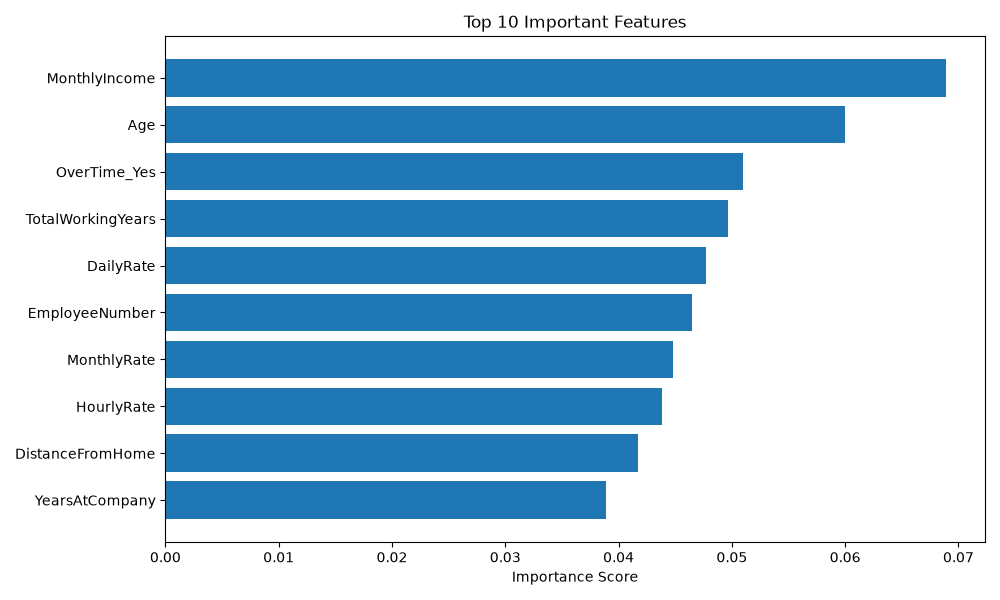 Top 10 Important Features
MonthlyIncome
Age
OverTime_Yes
TotalWorkingYears
DailyRate
EmployeeNumber
MonthlyRate
HourlyRate
DistanceFromHome
YearsAtCompany
0.00 0.01 0.02 0.03 0.04 0.05 0.06 0.07
Importance Score